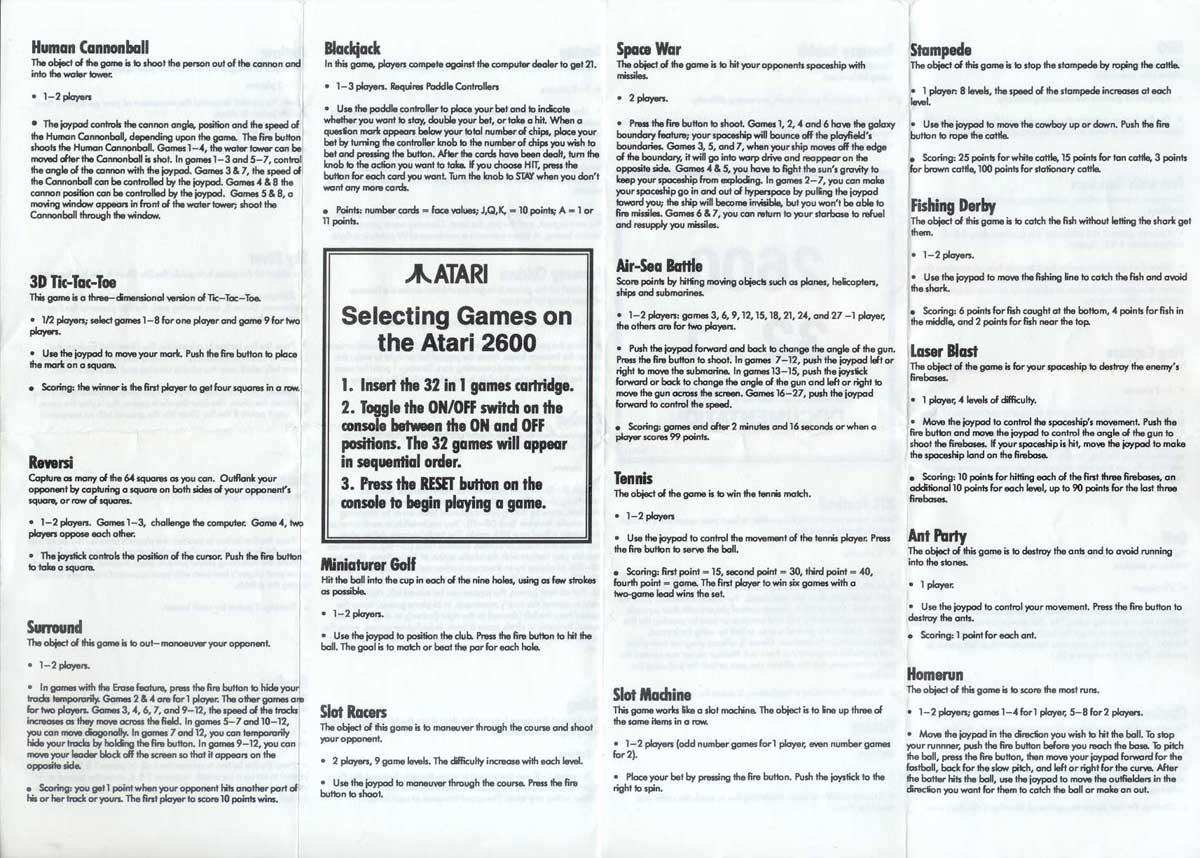 Human Cannonball
The object of the game is to shoot the person out of the cannon and
into the water tower.
• 1—2 players
• The joypad controls the cannon angle, position and the speed of
the Human Cannonball, depending upon the game. The fire button
shoots the Human Cannonball. Games 1—4, the water tower can be
moved after the Cannonball is shot. In games 1—3 and 5—7, control
the angle of the cannon with the joypad. Games 3 & 7, the speed of
the Cannonball can be controlled by the joypad. Games 4 & 8 the
cannon position can be controlled by the joypad. Games 5 & 8, a
moving window appears in front of the water tower; shoot the
Cannonball through the window.
3D Tic-Tac-Toe
This game is a three—dimensional version of Tic—Tac—Toe.
• 1/2 players; select games 1—8 for one player and game 9 for two
players.
• Use the joypad to move your mark. Push the fire button to place
the mark on a square.
• Scoring: the winner is the first player to get four squares in a row.
Reversi
Capture as many of the 64 squares as you can. Outflank your
opponent by capturing a square on both sides of your opponent's
square, or row of squares.
• 1—2 players. Games 1—3, challenge the computer. Game 4, two
players oppose each other.
• The joystick controls the position of the cursor. Push the fire button
to take a square.
Surround
The object of this game is to out—manoeuver your opponent.
• 1—2 players.
• In games with the Erase feature, press the fire button to hide your
tracks temporarily. Games 2 & 4 are for 1 player. The other games are
for two players. Games 3, 4, 6, 7, and 9—12, the speed of the tracks
increases as they move across the field. In games 5—7 and 10—12,
you can move diagonally. In games 7 and 12, you can temporarily
hide your tracks by holding the fire button. In games 9—12, you can
move your leader block off the screen so that it appears on the
opposite side.
• Scoring: you get 1 point when your opponent hits another part of
his or her track or yours. The first player to score 10 points wins.
Blackjack
In this game, players compete against the computer dealer to get 21.
• 1—3 players. Requires Paddle Controllers
• Use the paddle controller to place your bet and to indicate
whether you want to stay, double your bet, or take a hit. When a
question mark appears below your total number of chips, place your
bet by turning the controller knob to the number of chips you wish to
bet and pressing the button. After the cards have been dealt, turn the
knob to the action you want to take. If you choose HIT, press the
button for each card you want. Turn the knob to STAY when you don't
want any more cards.
• Points: number cards = face values; J,Q,K, = 10 points; A = 1 or
11 points.
ATARI
Selecting Games on
the Atari 2600
1. Insert the 32 in 1 games cartridge.
2. Toggle the ON/OFF switch on the
console between the ON and OFF
positions. The 32 games will appear
in sequential order.
3. Press the RESET button on the
console to begin playing a game.
Miniaturer Golf
Hit the ball into the cup in each of the nine holes, using as few strokes
as possible.
• 1—2 players.
• Use the joypad to position the club. Press the fire button to hit the
ball. The goal is to match or beat the par for each hole.
Slot Racers
The object of this game is to maneuver through the course and shoot
your opponent.
• 2 players, 9 game levels. The difficulty increase with each level.
• Use the joypad to maneuver through the course. Press the fire
button to shoot.
Space War
The object of the game is to hit your opponents spaceship with
missiles.
• 2 players.
• Press the fire button to shoot. Games 1, 2, 4 and 6 have the galaxy
boundary feature; your spaceship will bounce off the playfield's
boundaries. Games 3, 5, and 7, when your ship moves off the edge
of the boundary, it will go into warp drive and reappear on the
opposite side. Games 4 & 5, you have to fight the sun's gravity to
keep your spaceship from exploding. In games 2—7, you can make
your spaceship go in and out of hyperspace by pulling the joypad
toward you; the ship will become invisible, but you won't be able to
fire missiles. Games 6 & 7, you can return to your starbase to refuel
and resupply you missiles.
Air-Sea Battle
Score points by hitting moving objects such as planes, helicopters,
ships and submarines.
• 1—2 players: games 3, 6, 9, 12, 15, 18, 21, 24, and 27 —1 player,
the others are for two players.
• Push the joypad forward and back to change the angle of the gun.
Press the fire button to shoot. In games 7—12, push the joypad left or
right to move the submarine. In games 13—15, push the joystick
forward or back to change the angle of the gun and left or right to
move the gun across the screen. Games 16—27, push the joypad
forward to control the speed.
• Scoring: games end after 2 minutes and 16 seconds or when a
player scores 99 points.
Tennis
The object of the game is to win the tennis match.
• 1—2 players
• Use the joypad to control the movement of the tennis player. Press
the fire button to serve the ball.
• Scoring: first point = 15, second point = 30, third point = 40,
fourth point = game. The first player to win six games with a
two-game lead wins the set.
Slot Machine
This game works like a slot machine. The object is to line up three of
the same items in a row.
• 1—2 players (odd number games for 1 player, even number games
for 2).
• Place your bet by pressing the fire button. Push the joystick to the
right to spin.
Stampede
The object of this game is to stop the stampede by roping the cattle.
• 1 player: 8 levels, the speed of the stampede increases at each
level.
• Use the joypad to move the cowboy up or down. Push the fire
button to rope the cattle.
• Scoring: 25 points for white cattle, 15 points for tan cattle, 3 points
for brown cattle, 100 points for stationary cattle.
Fishing Derby
The object of this game is to catch the fish without letting the shark get
them.
• 1—2 players.
• Use the joypad to move the fishing line to catch the fish and avoid
the shark.
• Scoring: 6 points for fish caught at the bottom, 4 points for fish in
the middle, and 2 points for fish near the top.
Laser Blast
The object of the game is for your spaceship to destroy the enemy's
firebases.
• 1 player, 4 levels of difficulty.
• Move the joypad to control the spaceship's movement. Push the
fire button and move the joypad to control the angle of the gun to
shoot the firebases. If your spaceship is hit, move the joypad to make
the spaceship land on the firebase.
• Scoring: 10 points for hitting each of the first three firebases, an
additional 10 points for each level, up to 90 points for the last three
firebases.
Ant Party
The object of this game is to destroy the ants and to avoid running
into the stones.
• 1 player.
• Use the joypad to control your movement. Press the fire button to
destroy the ants.
• Scoring: 1 point for each ant.
Homerun
The object of this game is to score the most runs.
• 1—2 players; games 1—4 for 1 player, 5—8 for 2 players.
• Move the joypad in the direction you wish to hit the ball. To stop
your runnner, push the fire button before you reach the base. To pitch
the ball, press the fire button, then move your joypad forward for the
fastball, back for the slow pitch, and left or right for the curve. After
the batter hits the ball, use the joypad to move the outfielders in the
direction you want for them to catch the ball or make an out.